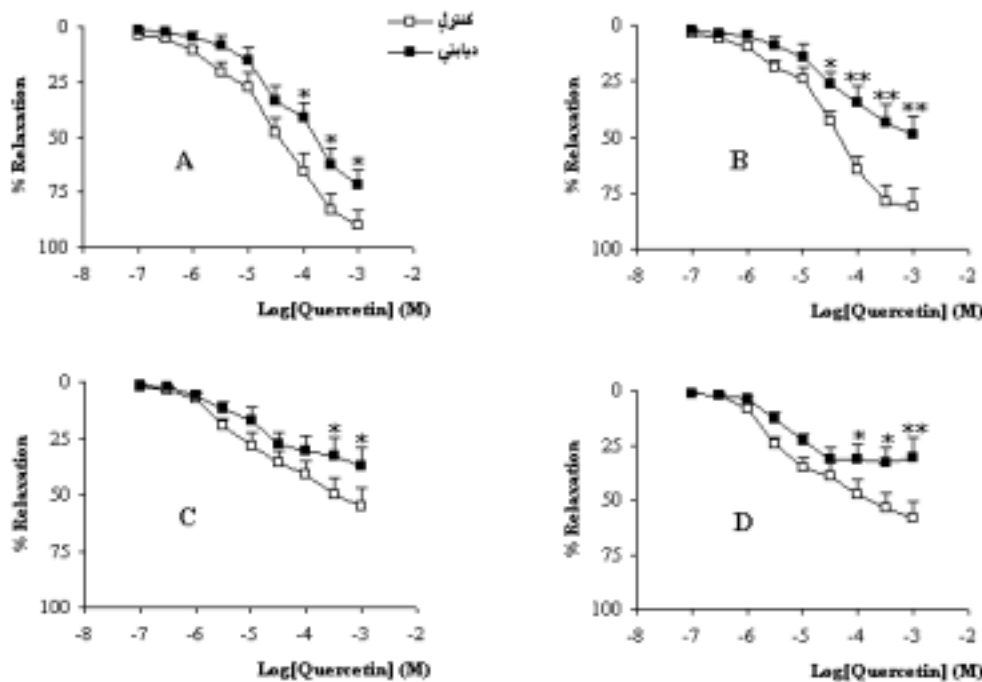 کنترل
دیابتی
0
25
50
75
100
% Relaxation
A
*
*
*
-8 -7 -6 -5 -4 -3 -2
Log[Quercetin] (M)
0
25
50
75
100
% Relaxation
B
*
**
**
**
-8 -7 -6 -5 -4 -3 -2
Log[Quercetin] (M)
0
25
50
75
100
% Relaxation
C
*
*
-8 -7 -6 -5 -4 -3 -2
Log[Quercetin] (M)
0
25
50
75
100
% Relaxation
D
*
*
**
-8 -7 -6 -5 -4 -3 -2
Log[Quercetin] (M)